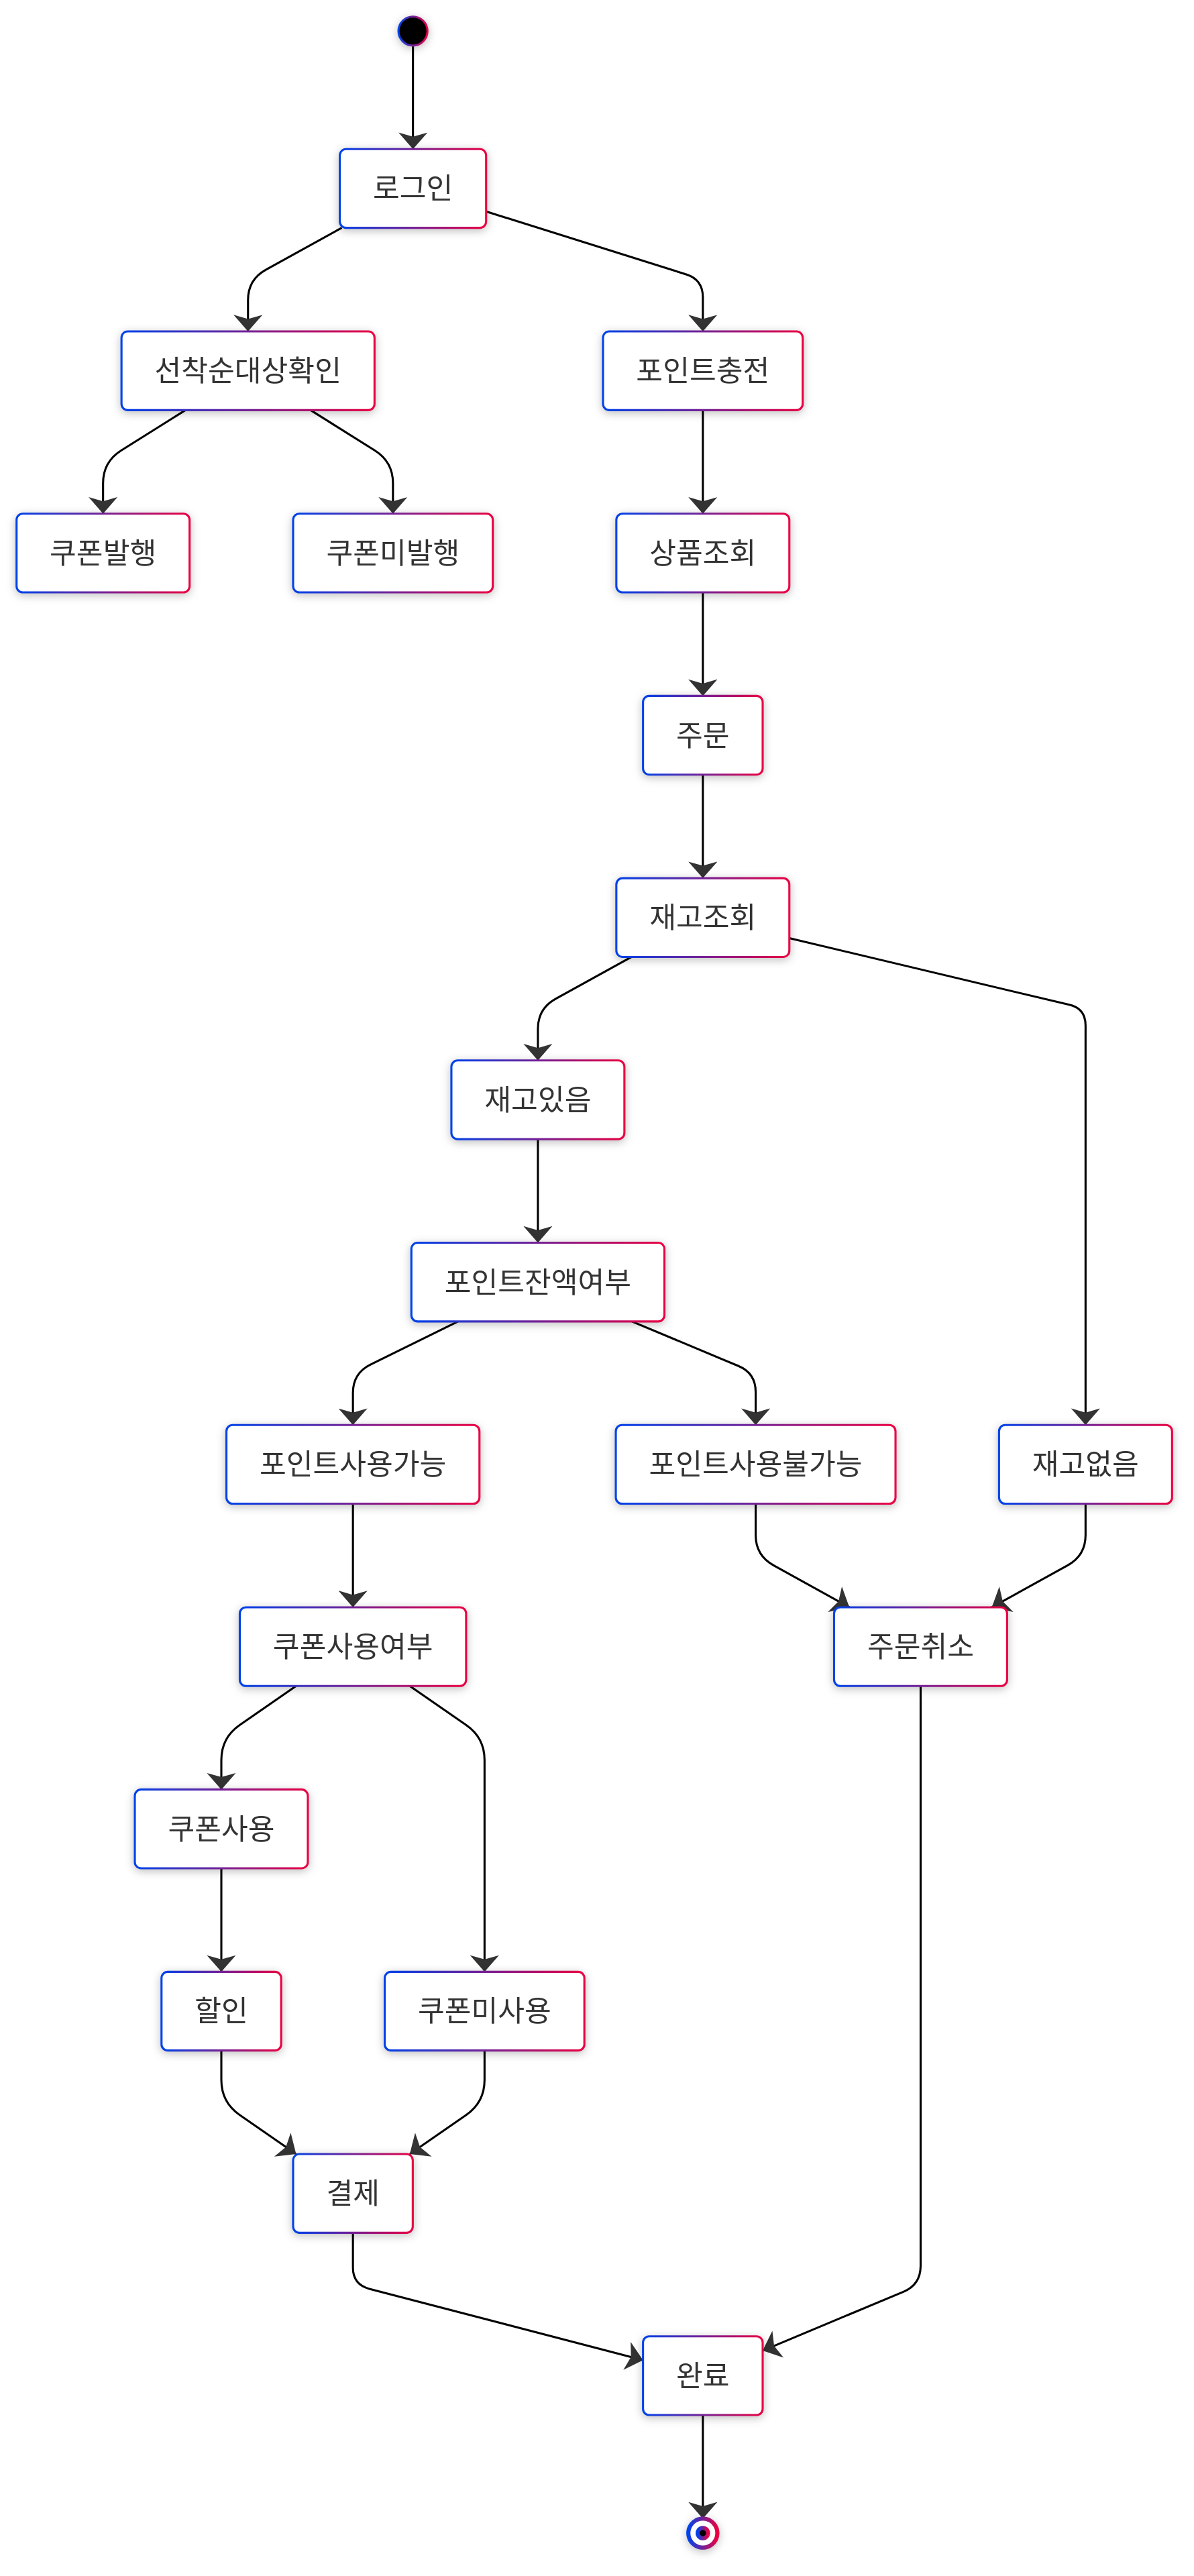 로그인
선착순대상확인
포인트충전
쿠폰발행
쿠폰미발행
상품조회
주문
재고조회
재고있음
포인트잔액여부
포인트사용가능
포인트사용불가능
재고없음
쿠폰사용여부
주문취소
쿠폰사용
할인
쿠폰미사용
결제
완료